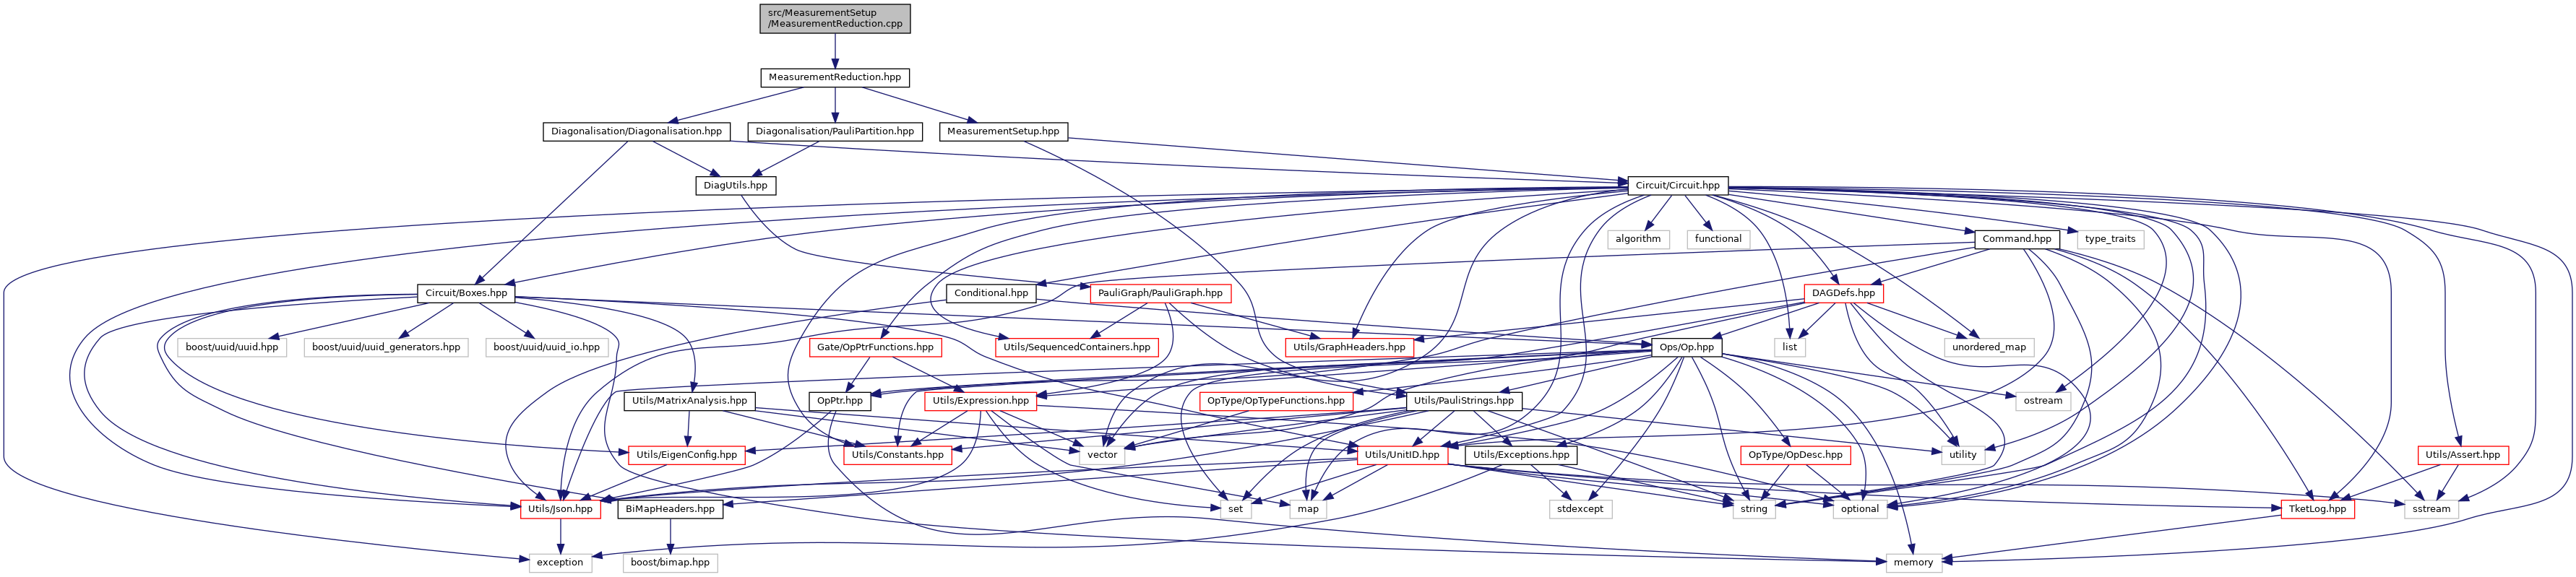 src/MeasurementSetup
/MeasurementReduction.cpp
MeasurementReduction.hpp
Diagonalisation/Diagonalisation.hpp
Diagonalisation/PauliPartition.hpp
MeasurementSetup.hpp
DiagUtils.hpp
Circuit/Circuit.hpp
algorithm
functional
Command.hpp
type_traits
Circuit/Boxes.hpp
Conditional.hpp
PauliGraph/PauliGraph.hpp
DAGDefs.hpp
boost/uuid/uuid.hpp
boost/uuid/uuid_generators.hpp
boost/uuid/uuid_io.hpp
Gate/OpPtrFunctions.hpp
Utils/SequencedContainers.hpp
Utils/GraphHeaders.hpp
Ops/Op.hpp
list
unordered_map
Utils/MatrixAnalysis.hpp
OpPtr.hpp
Utils/Expression.hpp
OpType/OpTypeFunctions.hpp
Utils/PauliStrings.hpp
ostream
Utils/EigenConfig.hpp
Utils/Constants.hpp
vector
Utils/UnitID.hpp
Utils/Exceptions.hpp
OpType/OpDesc.hpp
utility
Utils/Assert.hpp
Utils/Json.hpp
BiMapHeaders.hpp
set
map
stdexcept
string
optional
TketLog.hpp
sstream
exception
boost/bimap.hpp
memory